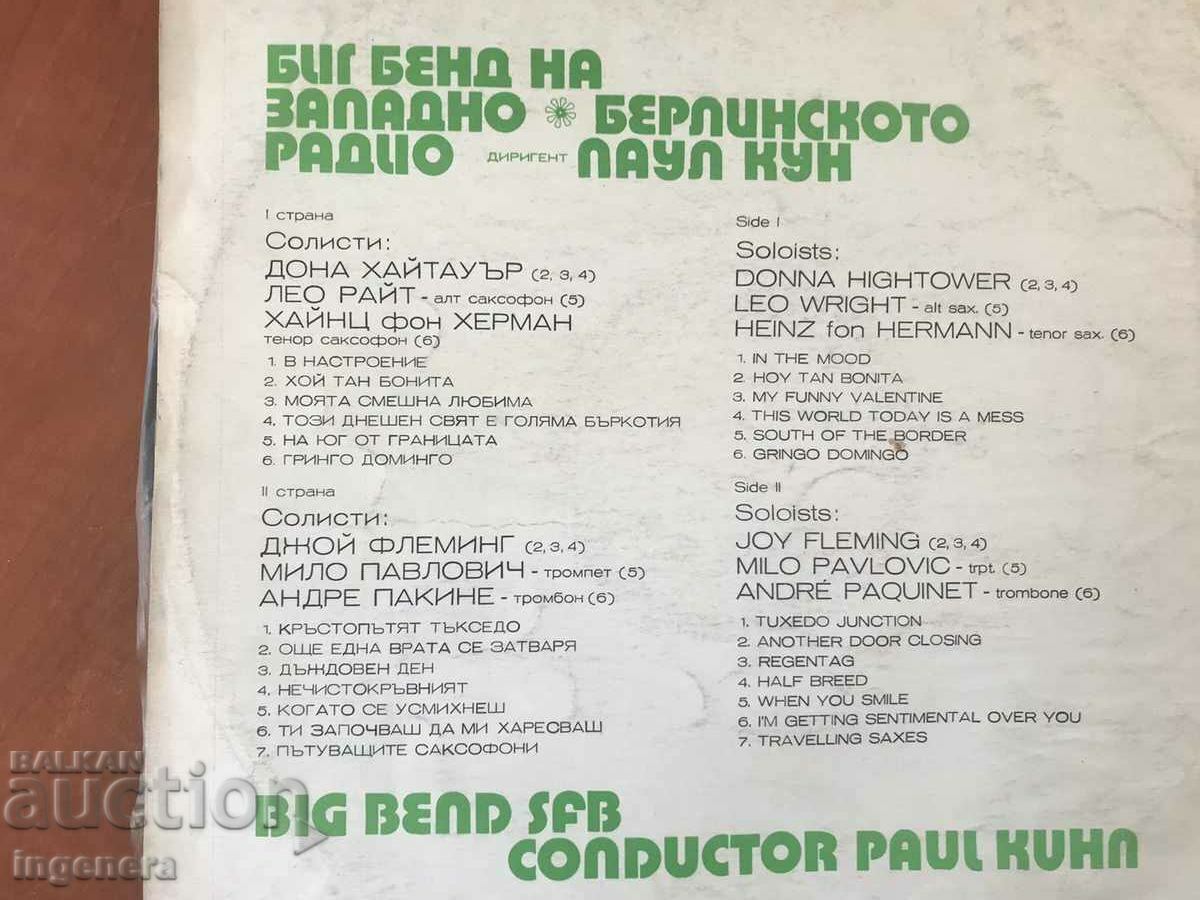 БИГ БЕНД НА
ЗАПАДНО БЕРЛИНСКОТО
РАДИО ДИРИГЕНТ ПАУЛ КУН
I страна
Солисти:
ДОНА ХАЙТАУЪР (2, 3, 4)
ЛЕО РАЙТ - алт саксофон (5)
ХАЙНЦ фон ХЕРМАН
тенор саксофон (6)
1. В НАСТРОЕНИЕ
2. ХОЙ ТАН БОНИТА
3. МОЯТА СМЕШНА ЛЮБИМА
4. ТОЗИ ДНЕШЕН СВЯТ Е ГОЛЯМА БЪРКОТИЯ
5. НА ЮГ ОТ ГРАНИЦАТА
6. ГРИНГО ДОМИНГО
II страна
Солисти:
ДЖОЙ ФЛЕМИНГ (2, 3, 4)
МИЛО ПАВЛОВИЧ - тромпет (5)
АНДРЕ ПАКИНЕ - тромбон (6)
1. КРЪСТОПЪТЯТ ТЪКСЕДО
2. ОЩЕ ЕДНА ВРАТА СЕ ЗАТВАРЯ
3. ДЪЖДОВЕН ДЕН
4. НЕЧИСТОКРЪВНИЯТ
5. КОГАТО СЕ УСМИХНЕШ
6. ТИ ЗАПОЧВАШ ДА МИ ХАРЕСВАШ
7. ПЪТУВАЩИТЕ САКСОФОНИ
Side I
Soloists:
DONNA HIGHTOWER (2, 3, 4)
LEO WRIGHT - alt sax. (5)
HEINZ fon HERMANN - tenor sax. (6)
1. IN THE MOOD
2. HOY TAN BONITA
3. MY FUNNY VALENTINE
4. THIS WORLD TODAY IS A MESS
5. SOUTH OF THE BORDER
6. GRINGO DOMINGO
Side II
Soloists:
JOY FLEMING (2, 3, 4)
MILO PAVLOVIC - trpt. (5)
ANDRÉ PAQUINET - trombone (6)
1. TUXEDO JUNCTION
2. ANOTHER DOOR CLOSING
3. REGENTAG
4. HALF BREED
5. WHEN YOU SMILE
6. I'M GETTING SENTIMENTAL OVER YOU
7. TRAVELLING SAXES
BIG BEND SFB
CONDUCTOR PAUL KUHN
BALKAN
auction
ingenera